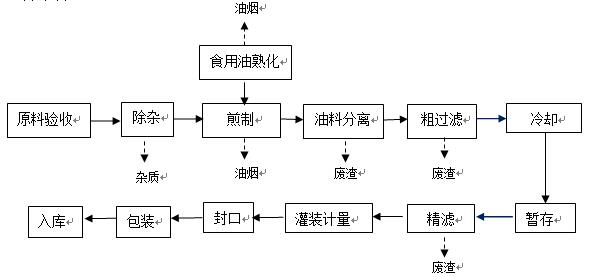 油烟
食用油熟化
原料验收 除杂 煎制 油料分离 粗过滤 冷却
杂质 油烟 废渣 废渣
入库 包装 封口 灌装计量 精滤 暂存
废渣